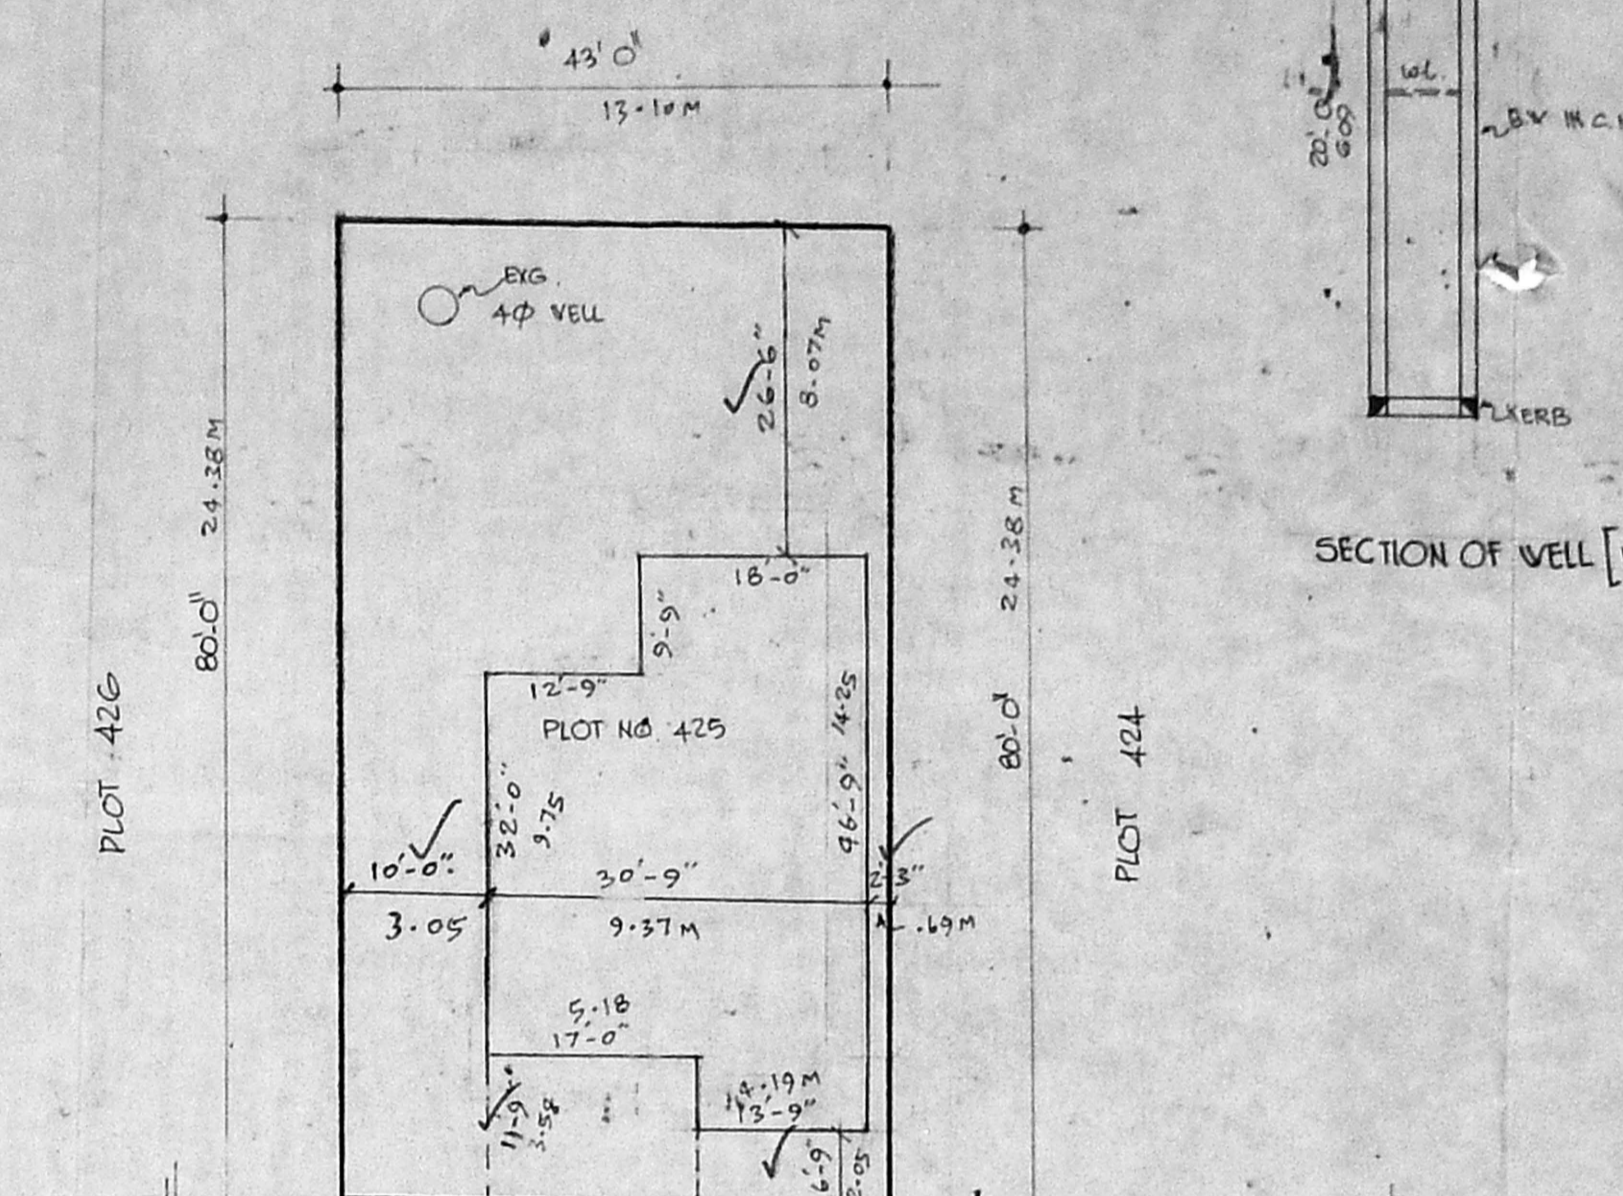 43'0"
13.10M
EXG.
4Φ WELL
26'-6"
8.07M
24.38M
80'-0"
PLOT 426
18'-0"
9'-9"
12'-9"
PLOT NO. 425
46'-9" 14.25
32'-0"
9.75
10'-0"
3.05
30'-9"
9.37M
2'-3"
.69M
5.18
17'-0"
11'-9"
3.58
4.19M
13'-9"
6'-9"
2.05
24.38M
80'-0"
PLOT 424
WL.
20'-0
6.09
B.W IN C.
KERB
SECTION OF WELL [